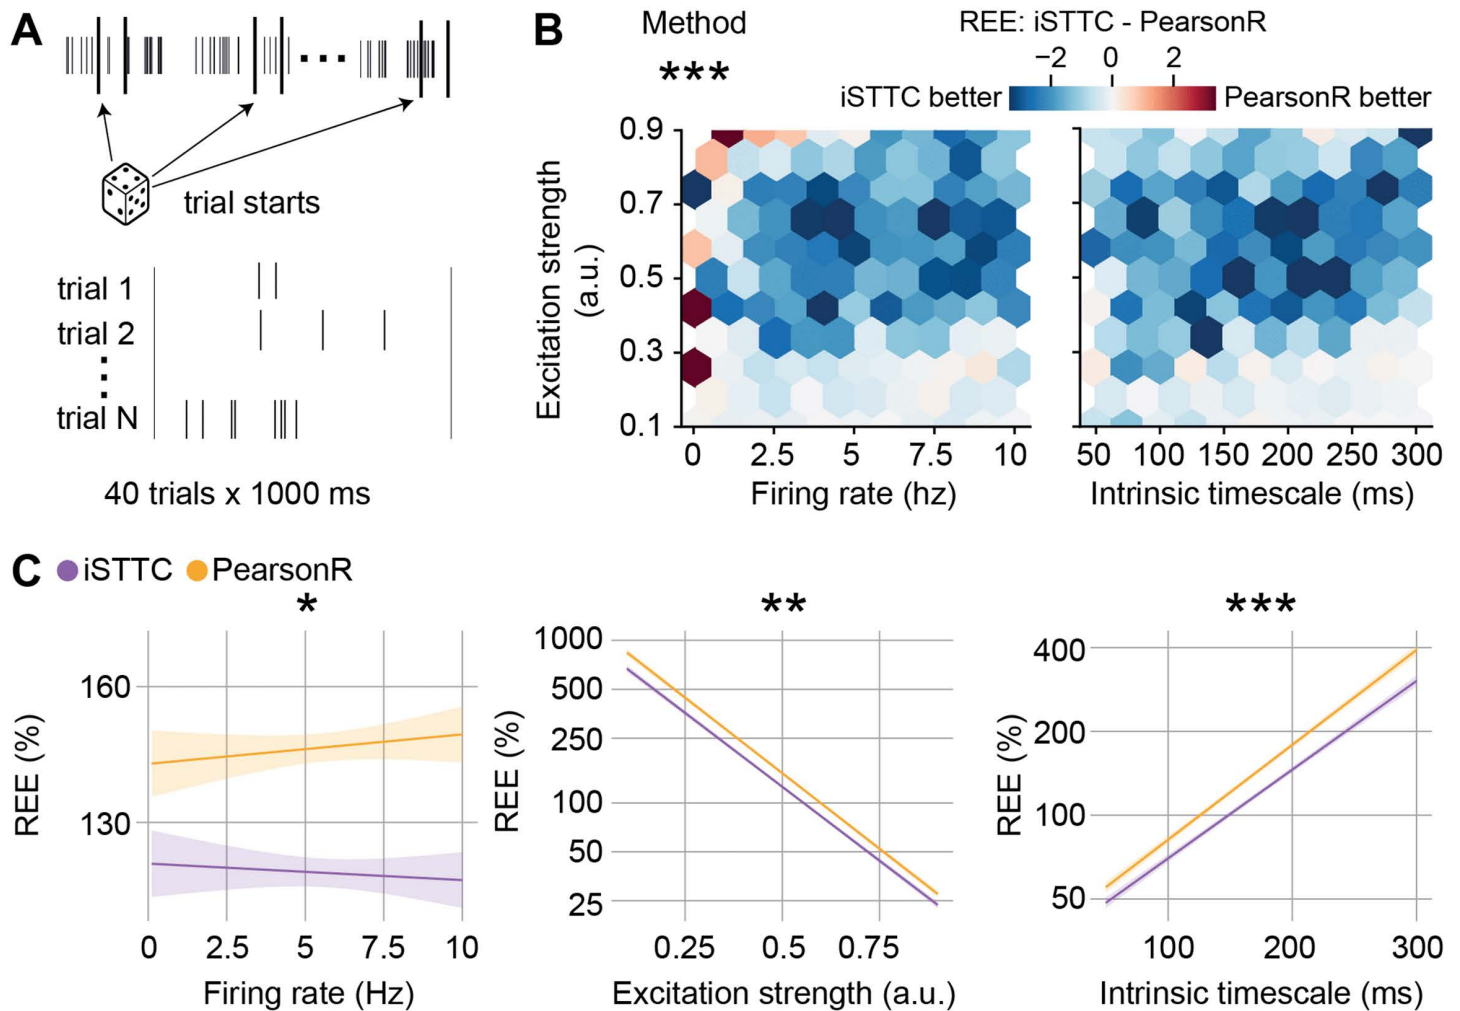 A
trial starts
trial 1
trial 2
trial N
40 trials x 1000 ms
B
Method
***
REE: iSTTC - PearsonR
−2 0 2
iSTTC better PearsonR better
Excitation strength
(a.u.)
0.9
0.7
0.5
0.3
0.1
0 2.5 5 7.5 10
Firing rate (hz)
50 100 150 200 250 300
Intrinsic timescale (ms)
C iSTTC PearsonR
*
REE (%)
160
130
0 2.5 5 7.5 10
Firing rate (Hz)
**
REE (%)
1000
500
250
100
50
25
0.25 0.5 0.75
Excitation strength (a.u.)
***
REE (%)
400
200
100
50
100 200 300
Intrinsic timescale (ms)